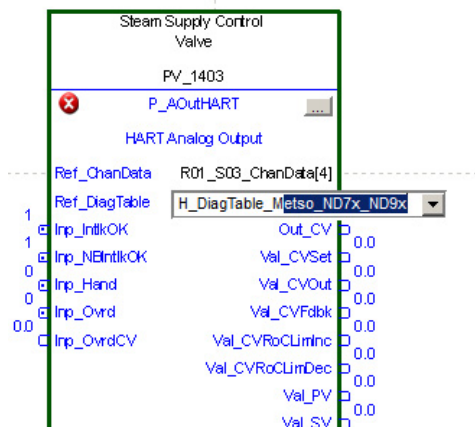 Steam Supply Control
Valve
PV_1403
P_AOutHART
...
HART Analog Output
Ref_ChanData R01_S03_ChanData[4]
Ref_DiagTable H_DiagTable_Metso_ND7x_ND9x
1
Inp_IntlkOK Out_CV
0.0
1
Inp_NBIntlkOK Val_CVSet
0.0
0
Inp_Hand Val_CVOut
0.0
0
Inp_Ovrd Val_CVFdbk
0.0
0.0
Inp_OvrdCV Val_CVRoCLimInc
0.0
Val_CVRoCLimDec
0.0
Val_PV
0.0
Val_SV